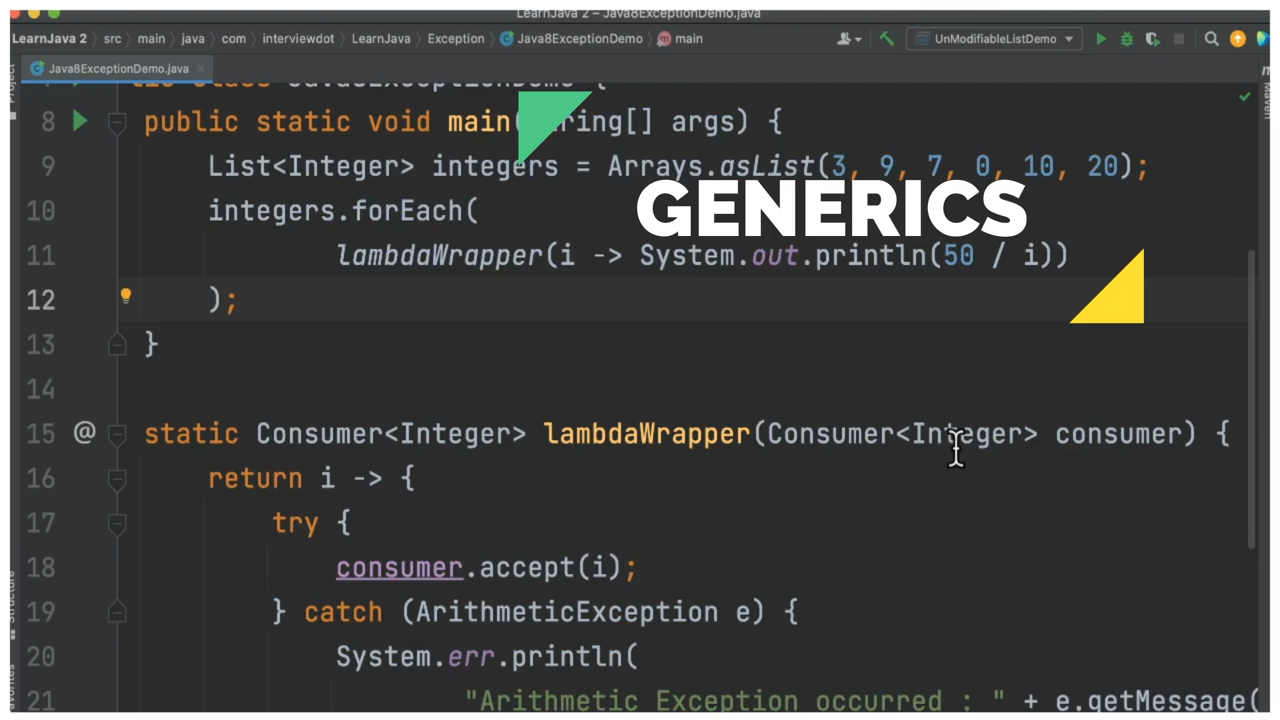 LearnJava 2 – Java8ExceptionDemo.java
LearnJava 2 〉 src 〉 main 〉 java 〉 com 〉 interviewdot 〉 LearnJava 〉 Exception 〉 Java8ExceptionDemo 〉 main UnModifiableListDemo
Java8ExceptionDemo.java
Project
Maven
8 public static void main( ring[] args) {
9 List<Integer> integers = Arrays.asList(3, 9, 7, 0, 10, 20);
GENERICS
10 integers.forEach(
11 lambdaWrapper(i -> System.out.println(50 / i))
12 );
13 }
14
15 @ static Consumer<Integer> lambdaWrapper(Consumer<Integer> consumer) {
16 return i -> {
17 try {
18 consumer.accept(i);
19 } catch (ArithmeticException e) {
20 System.err.println(
21 "Arithmetic Exception occurred : " + e.getMessage(
Structure